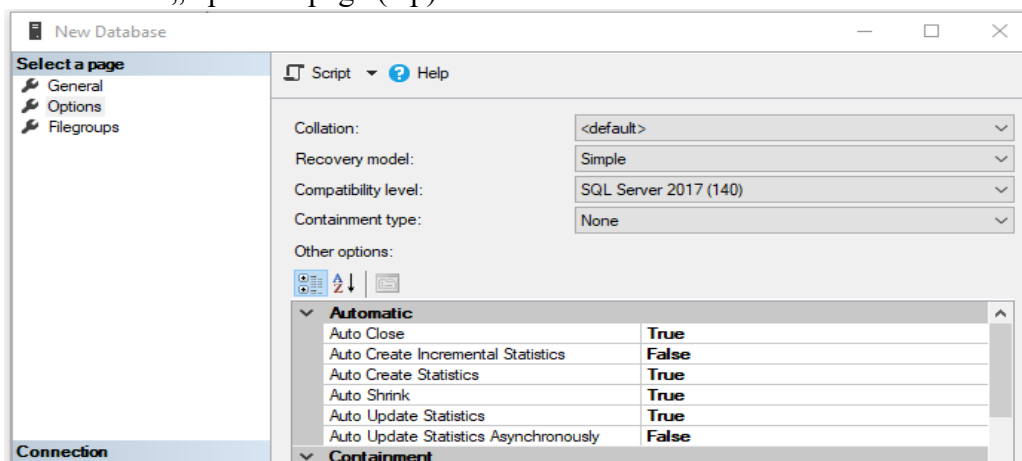 New Database
Select a page
General
Options
Filegroups
Script Help
Collation: <default>
Recovery model: Simple
Compatibility level: SQL Server 2017 (140)
Containment type: None
Other options:
Automatic
Auto Close True
Auto Create Incremental Statistics False
Auto Create Statistics True
Auto Shrink True
Auto Update Statistics True
Auto Update Statistics Asynchronously False
Connection
Containment